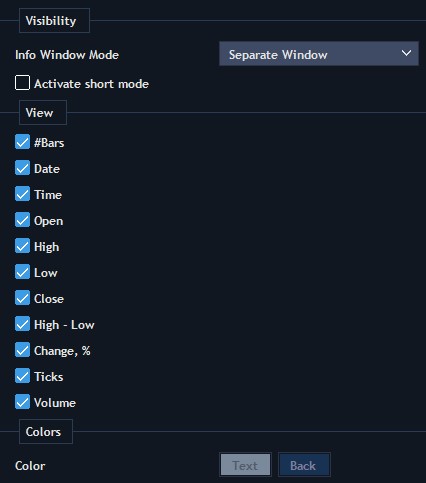 Visibility
Info Window Mode Separate Window
Activate short mode
View
#Bars
Date
Time
Open
High
Low
Close
High - Low
Change, %
Ticks
Volume
Colors
Color Text Back